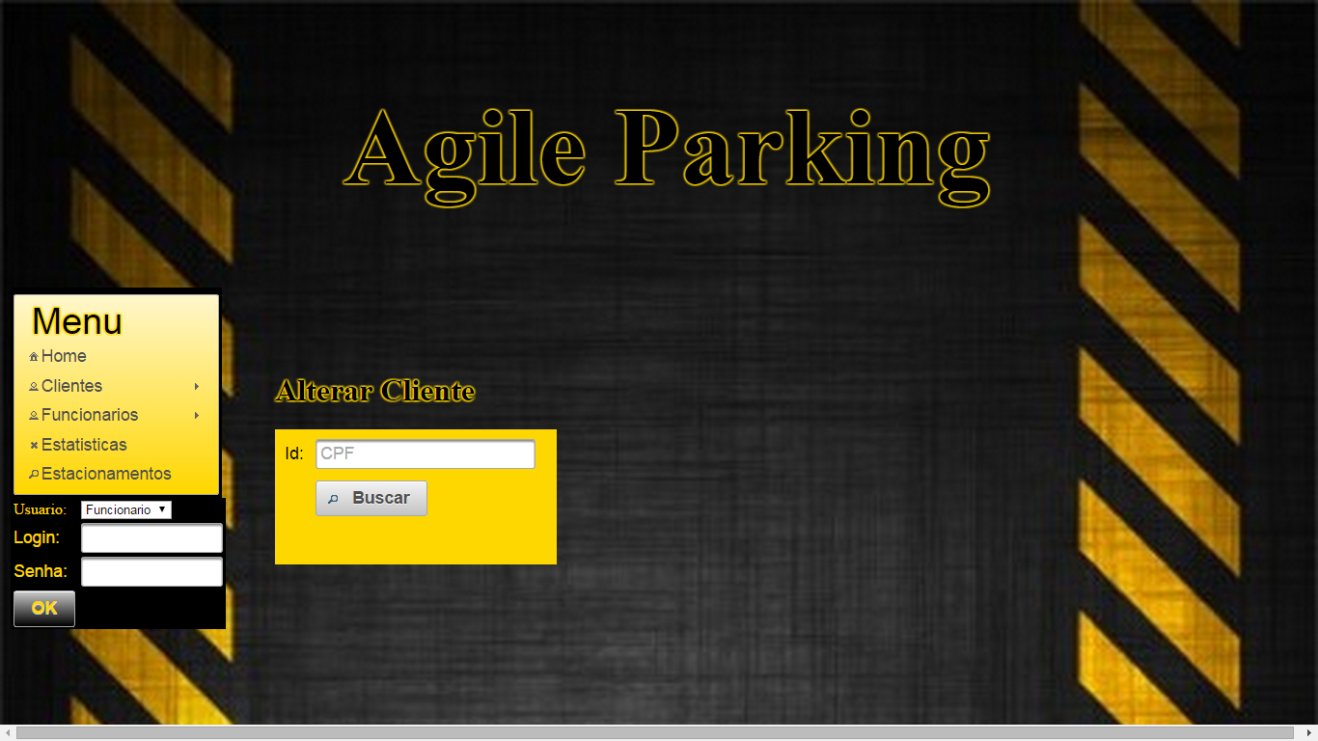 Agile Parking
Menu
Home
Clientes
Funcionarios
Estatisticas
Estacionamentos
Usuario: Funcionario
Login:
Senha:
OK
Alterar Cliente
Id: CPF
Buscar